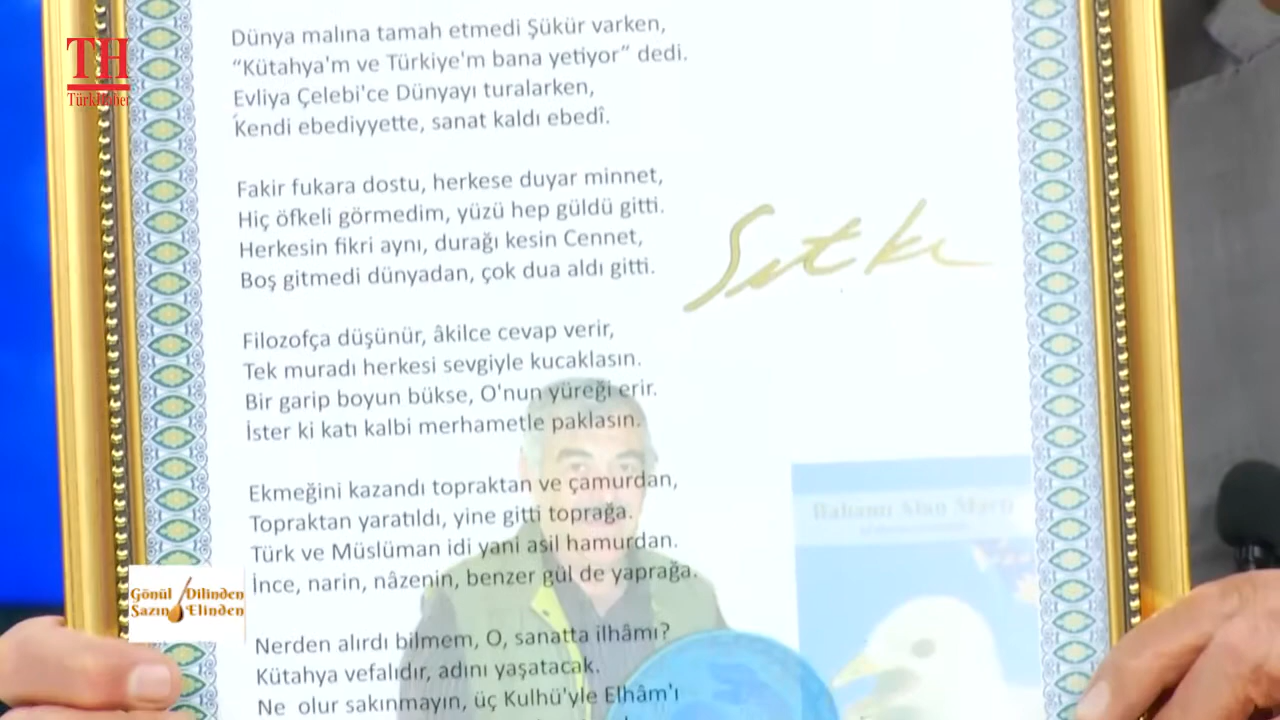 TH
TürkHaber
Dünya malına tamah etmedi Şükür varken,
“Kütahya'm ve Türkiye'm bana yetiyor“ dedi.
Evliya Çelebi'ce Dünyayı turalarken,
Kendi ebediyyette, sanat kaldı ebedî.
Fakir fukara dostu, herkese duyar minnet,
Hiç öfkeli görmedim, yüzü hep güldü gitti.
Herkesin fikri aynı, durağı kesin Cennet,
Boş gitmedi dünyadan, çok dua aldı gitti.
Sıtkı
Filozofça düşünür, âkilce cevap verir,
Tek muradı herkesi sevgiyle kucaklasın.
Bir garip boyun bükse, O'nun yüreği erir.
İster ki katı kalbi merhametle paklasın.
Ekmeğini kazandı topraktan ve çamurdan,
Topraktan yaratıldı, yine gitti toprağa.
Türk ve Müslüman idi yani asil hamurdan.
İnce, narin, nâzenin, benzer gül de yaprağa.
Gönül Dilinden
Sazın Elinden
Nerden alırdı bilmem, O, sanatta ilhâmı?
Kütahya vefalıdır, adını yaşatacak.
Ne olur sakınmayın, üç Kulhü'yle Elhâm'ı